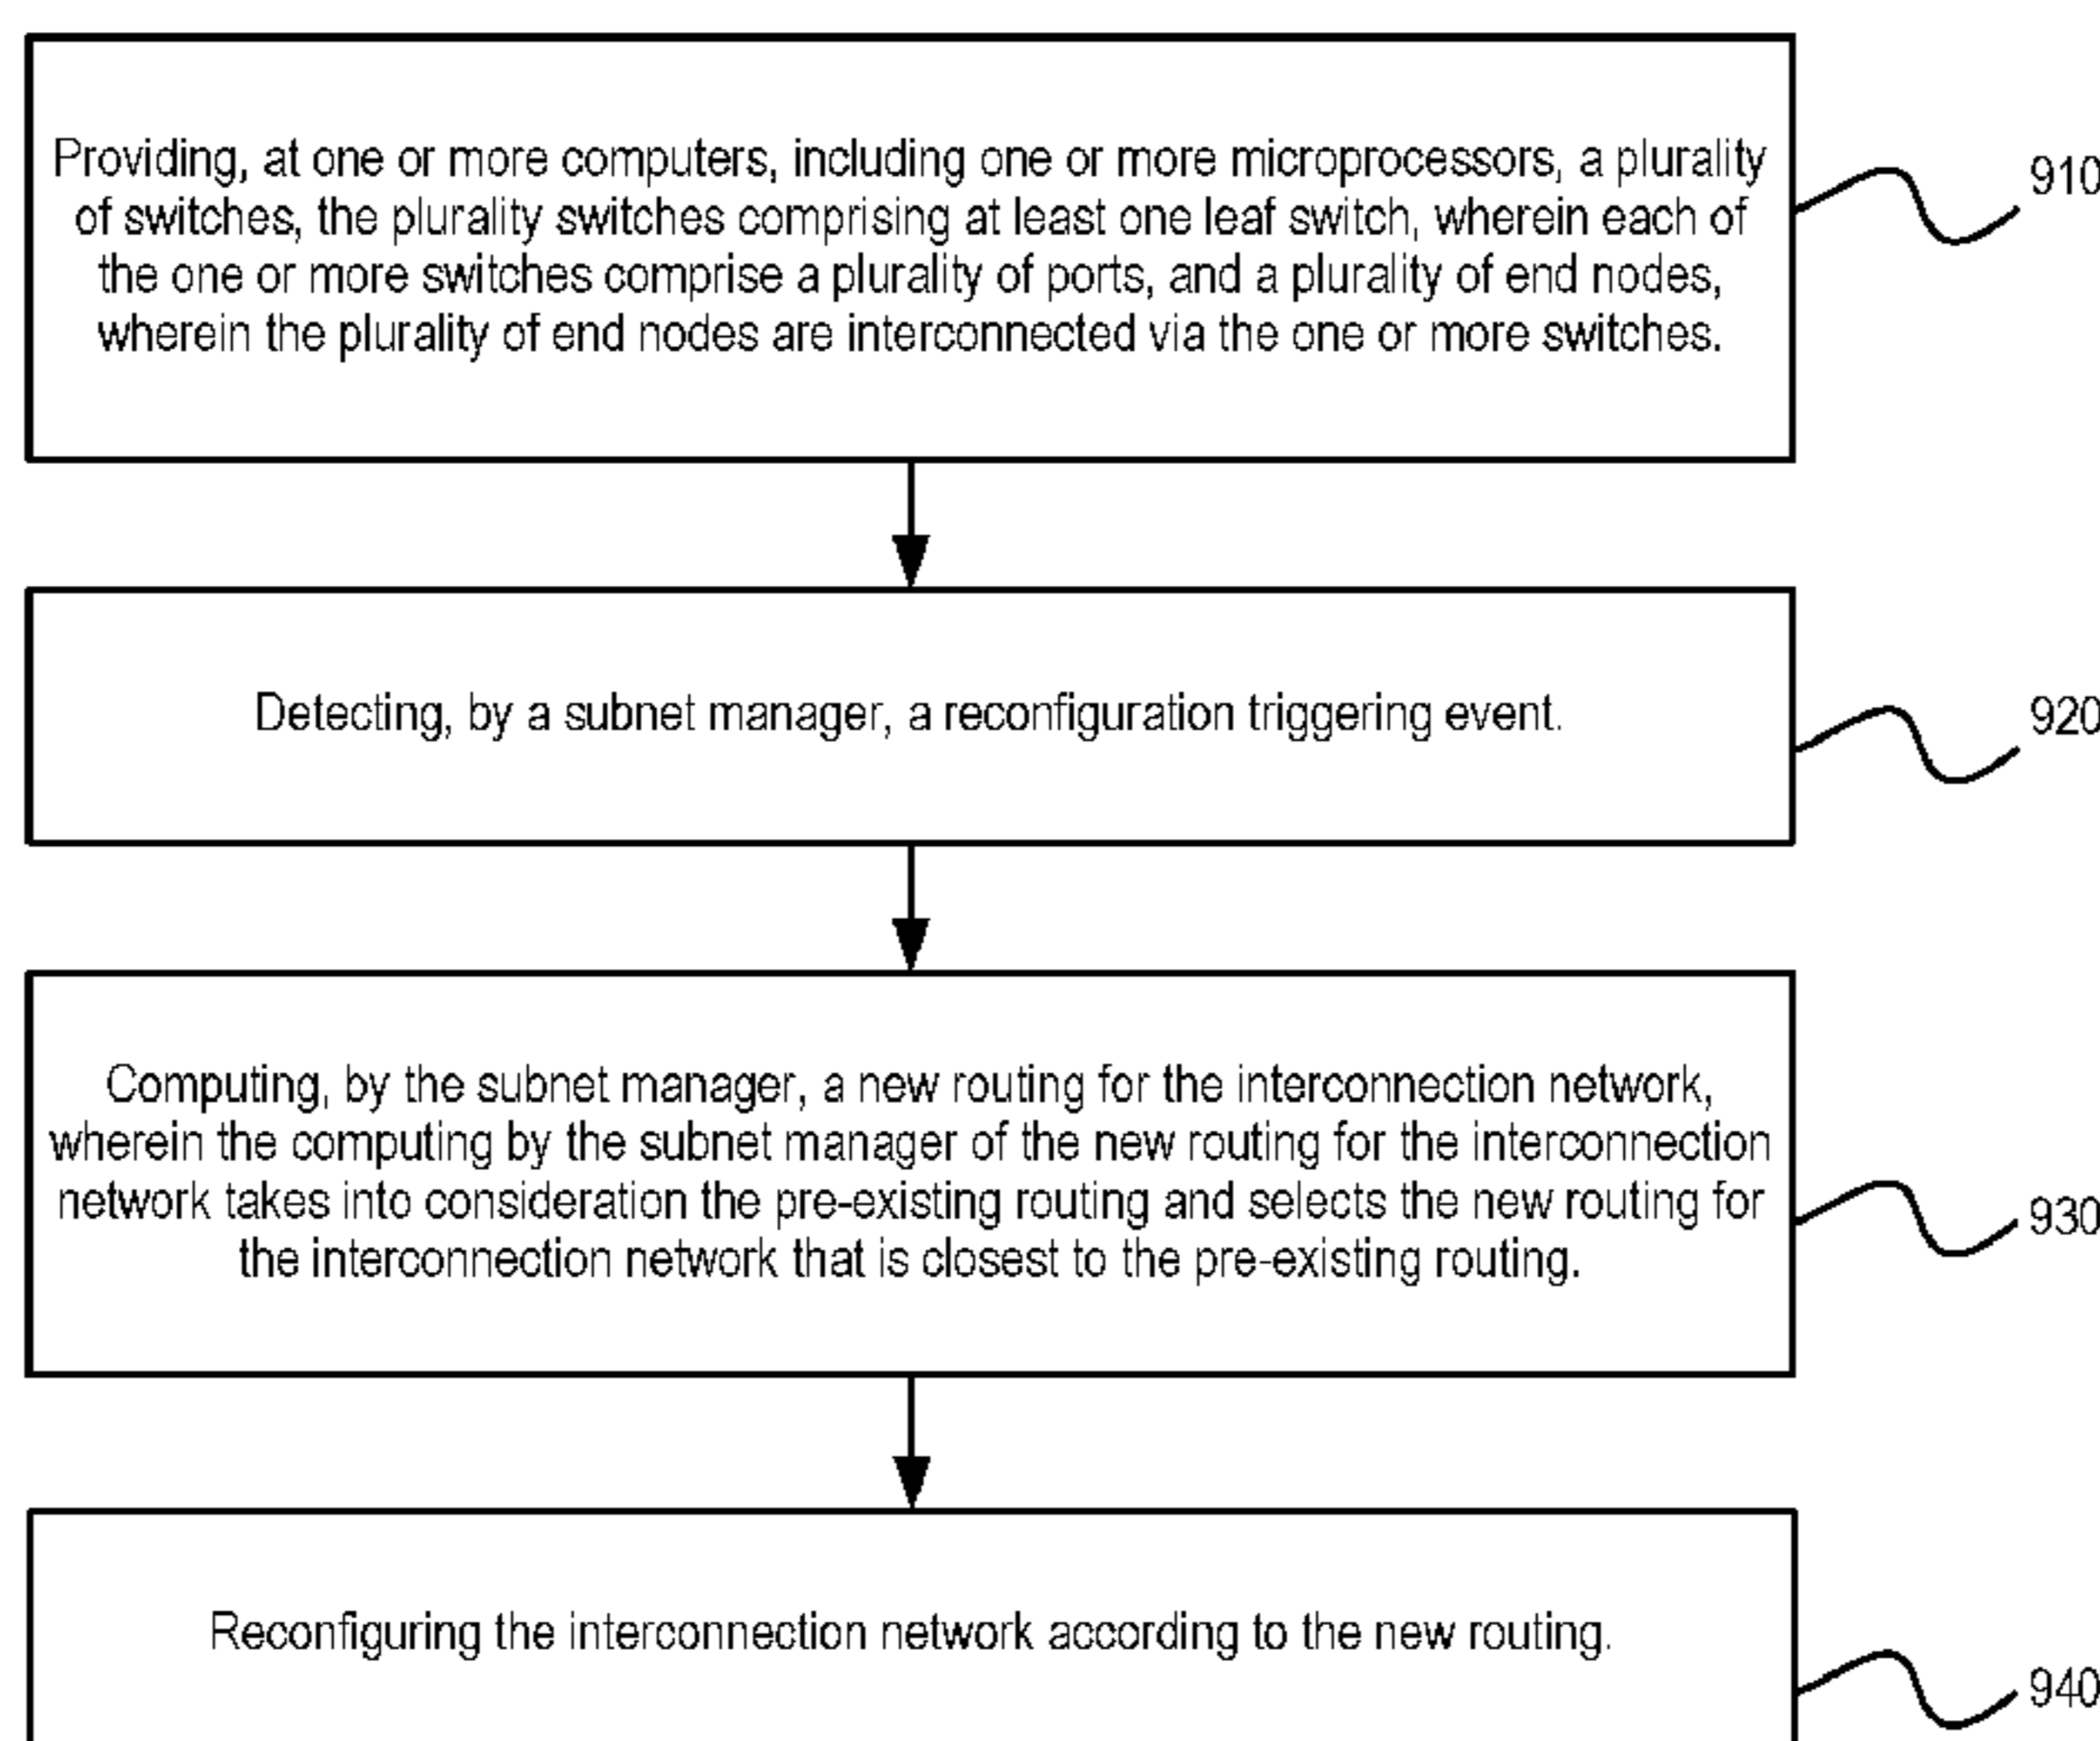 Providing, at one or more computers, including one or more microprocessors, a plurality
of switches, the plurality switches comprising at least one leaf switch, wherein each of
the one or more switches comprise a plurality of ports, and a plurality of end nodes,
wherein the plurality of end nodes are interconnected via the one or more switches.
910
Detecting, by a subnet manager, a reconfiguration triggering event.
920
Computing, by the subnet manager, a new routing for the interconnection network,
wherein the computing by the subnet manager of the new routing for the interconnection
network takes into consideration the pre-existing routing and selects the new routing for
the interconnection network that is closest to the pre-existing routing.
930
Reconfiguring the interconnection network according to the new routing.
940